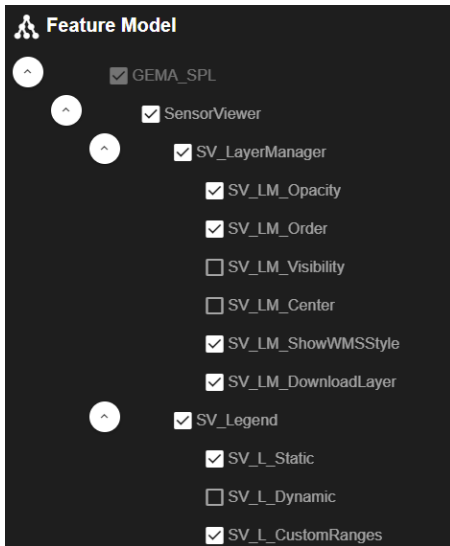 Feature Model
GEMA_SPL
SensorViewer
SV_LayerManager
SV_LM_Opacity
SV_LM_Order
SV_LM_Visibility
SV_LM_Center
SV_LM_ShowWMSStyle
SV_LM_DownloadLayer
SV_Legend
SV_L_Static
SV_L_Dynamic
SV_L_CustomRanges